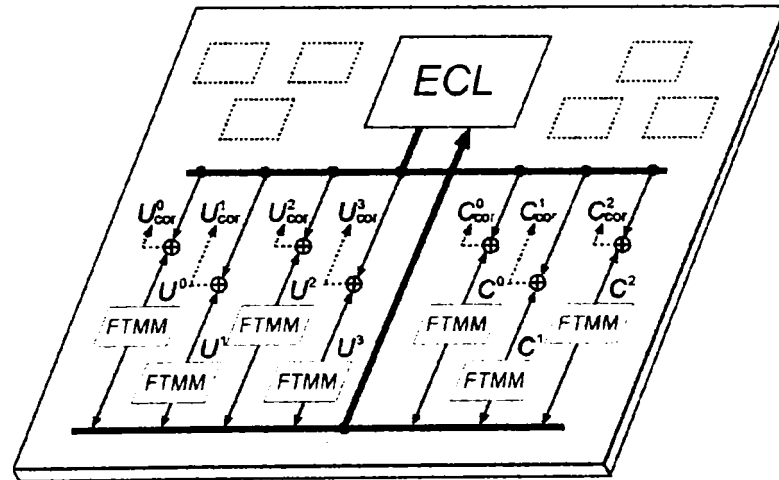 ECL
U⁰cor U¹cor U²cor U³cor C⁰cor C¹cor C²cor
U⁰ U² C⁰ C²
FTMM FTMM FTMM FTMM
U¹ U³ C¹
FTMM FTMM FTMM